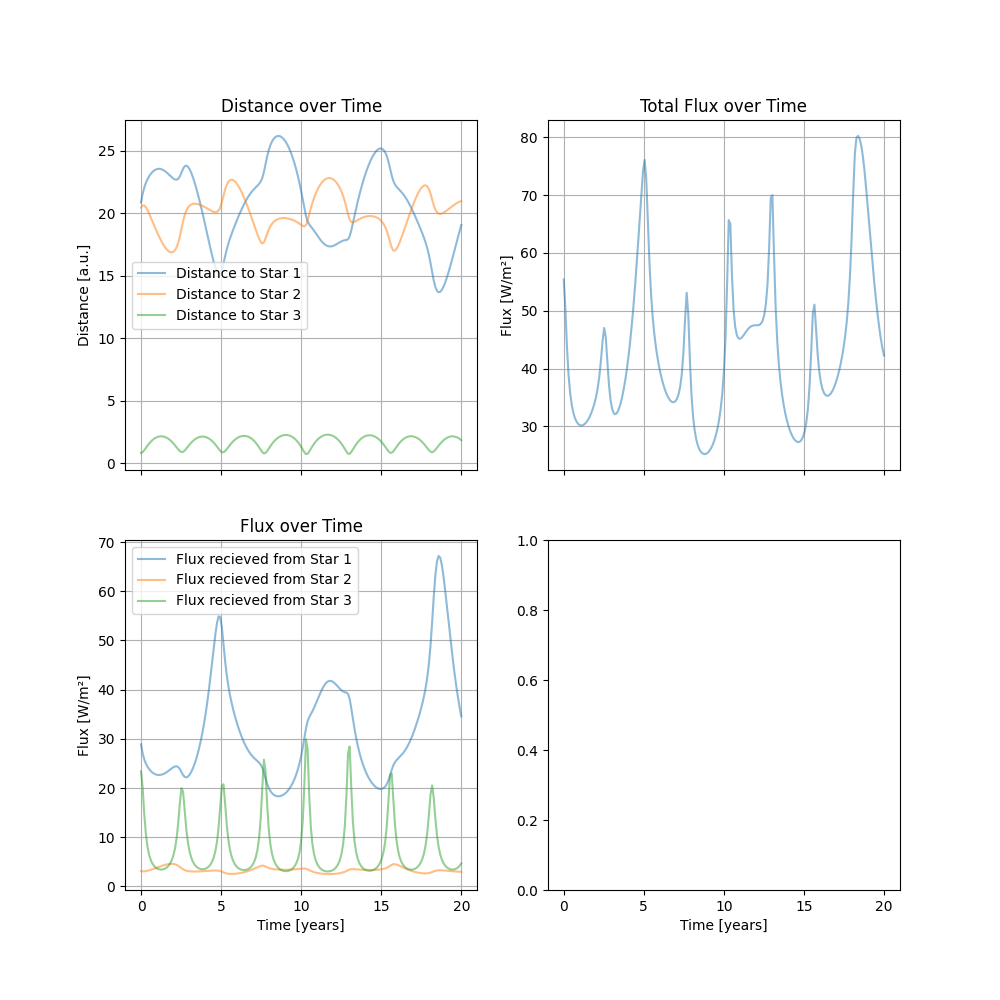 Distance over Time
Total Flux over Time
25
20
15
10
5
0
Distance [a.u.]
Distance to Star 1
Distance to Star 2
Distance to Star 3
80
70
60
50
40
30
Flux [W/m²]
Flux over Time
70
60
50
40
30
20
10
0
Flux [W/m²]
Flux recieved from Star 1
Flux recieved from Star 2
Flux recieved from Star 3
0 5 10 15 20
Time [years]
1.0
0.8
0.6
0.4
0.2
0.0
0 5 10 15 20
Time [years]